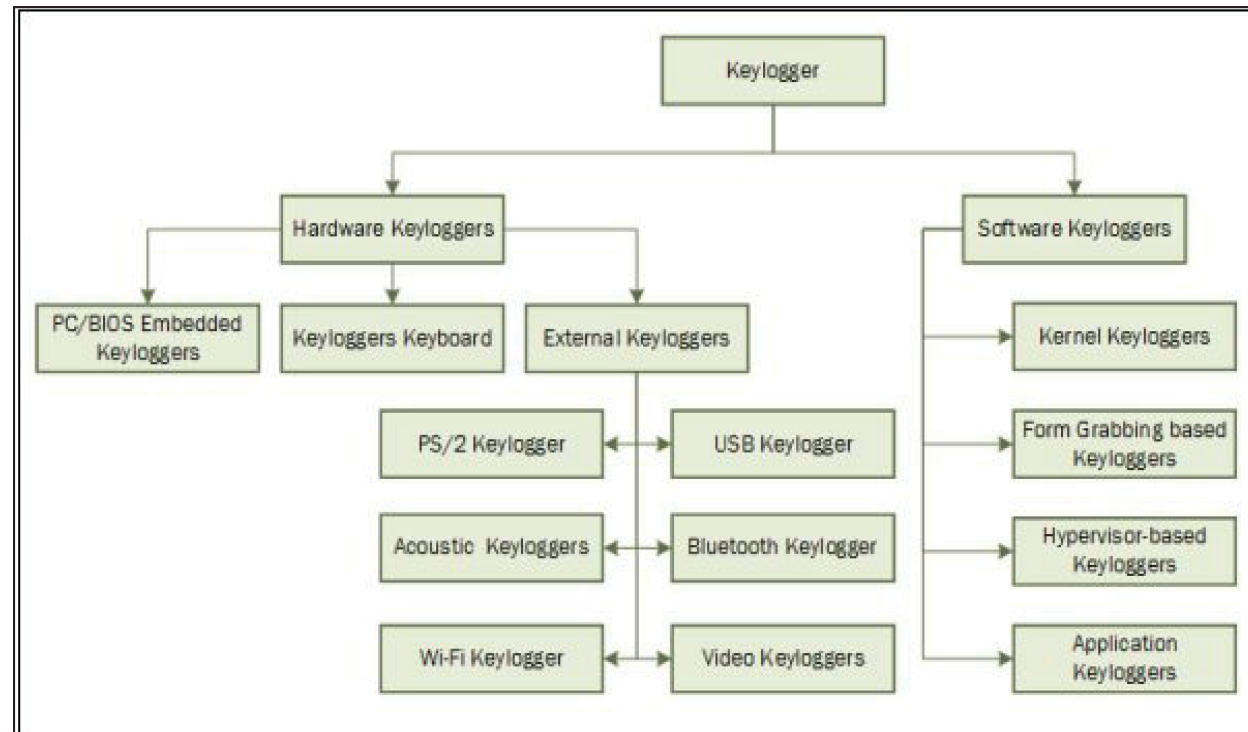 Keylogger
Hardware Keyloggers
Software Keyloggers
PC/BIOS Embedded
Keyloggers
Keyloggers Keyboard
External Keyloggers
Kernel Keyloggers
PS/2 Keylogger
USB Keylogger
Form Grabbing based
Keyloggers
Acoustic Keyloggers
Bluetooth Keylogger
Hypervisor-based
Keyloggers
Wi-Fi Keylogger
Video Keyloggers
Application
Keyloggers